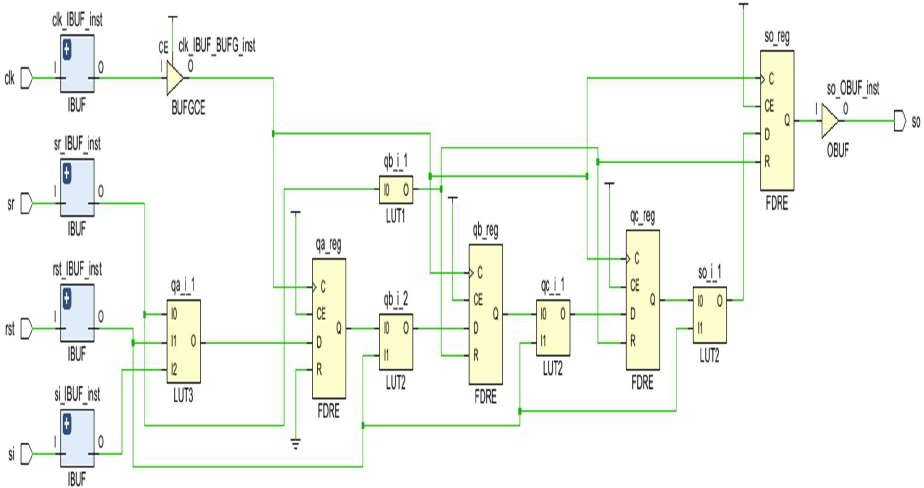 clk_IBUF_inst
clk
I
O
IBUF
CE
clk_IBUF_BUFG_inst
I
O
BUFGCE
sr_IBUF_inst
sr
I
O
IBUF
rst_IBUF_inst
rst
I
O
IBUF
si_IBUF_inst
si
I
O
IBUF
qa_i_1
I0
I1
O
I2
LUT3
qa_reg
C
CE
Q
D
R
FDRE
qb_i_1
I0 O
LUT1
qb_i_2
I0 O
I1
LUT2
qb_reg
C
CE
Q
D
R
FDRE
qc_i_1
I0 O
I1
LUT2
qc_reg
C
CE
Q
D
R
FDRE
so_i_1
I0 O
I1
LUT2
so_reg
C
CE
Q
D
R
FDRE
so_OBUF_inst
I
O
OBUF
so